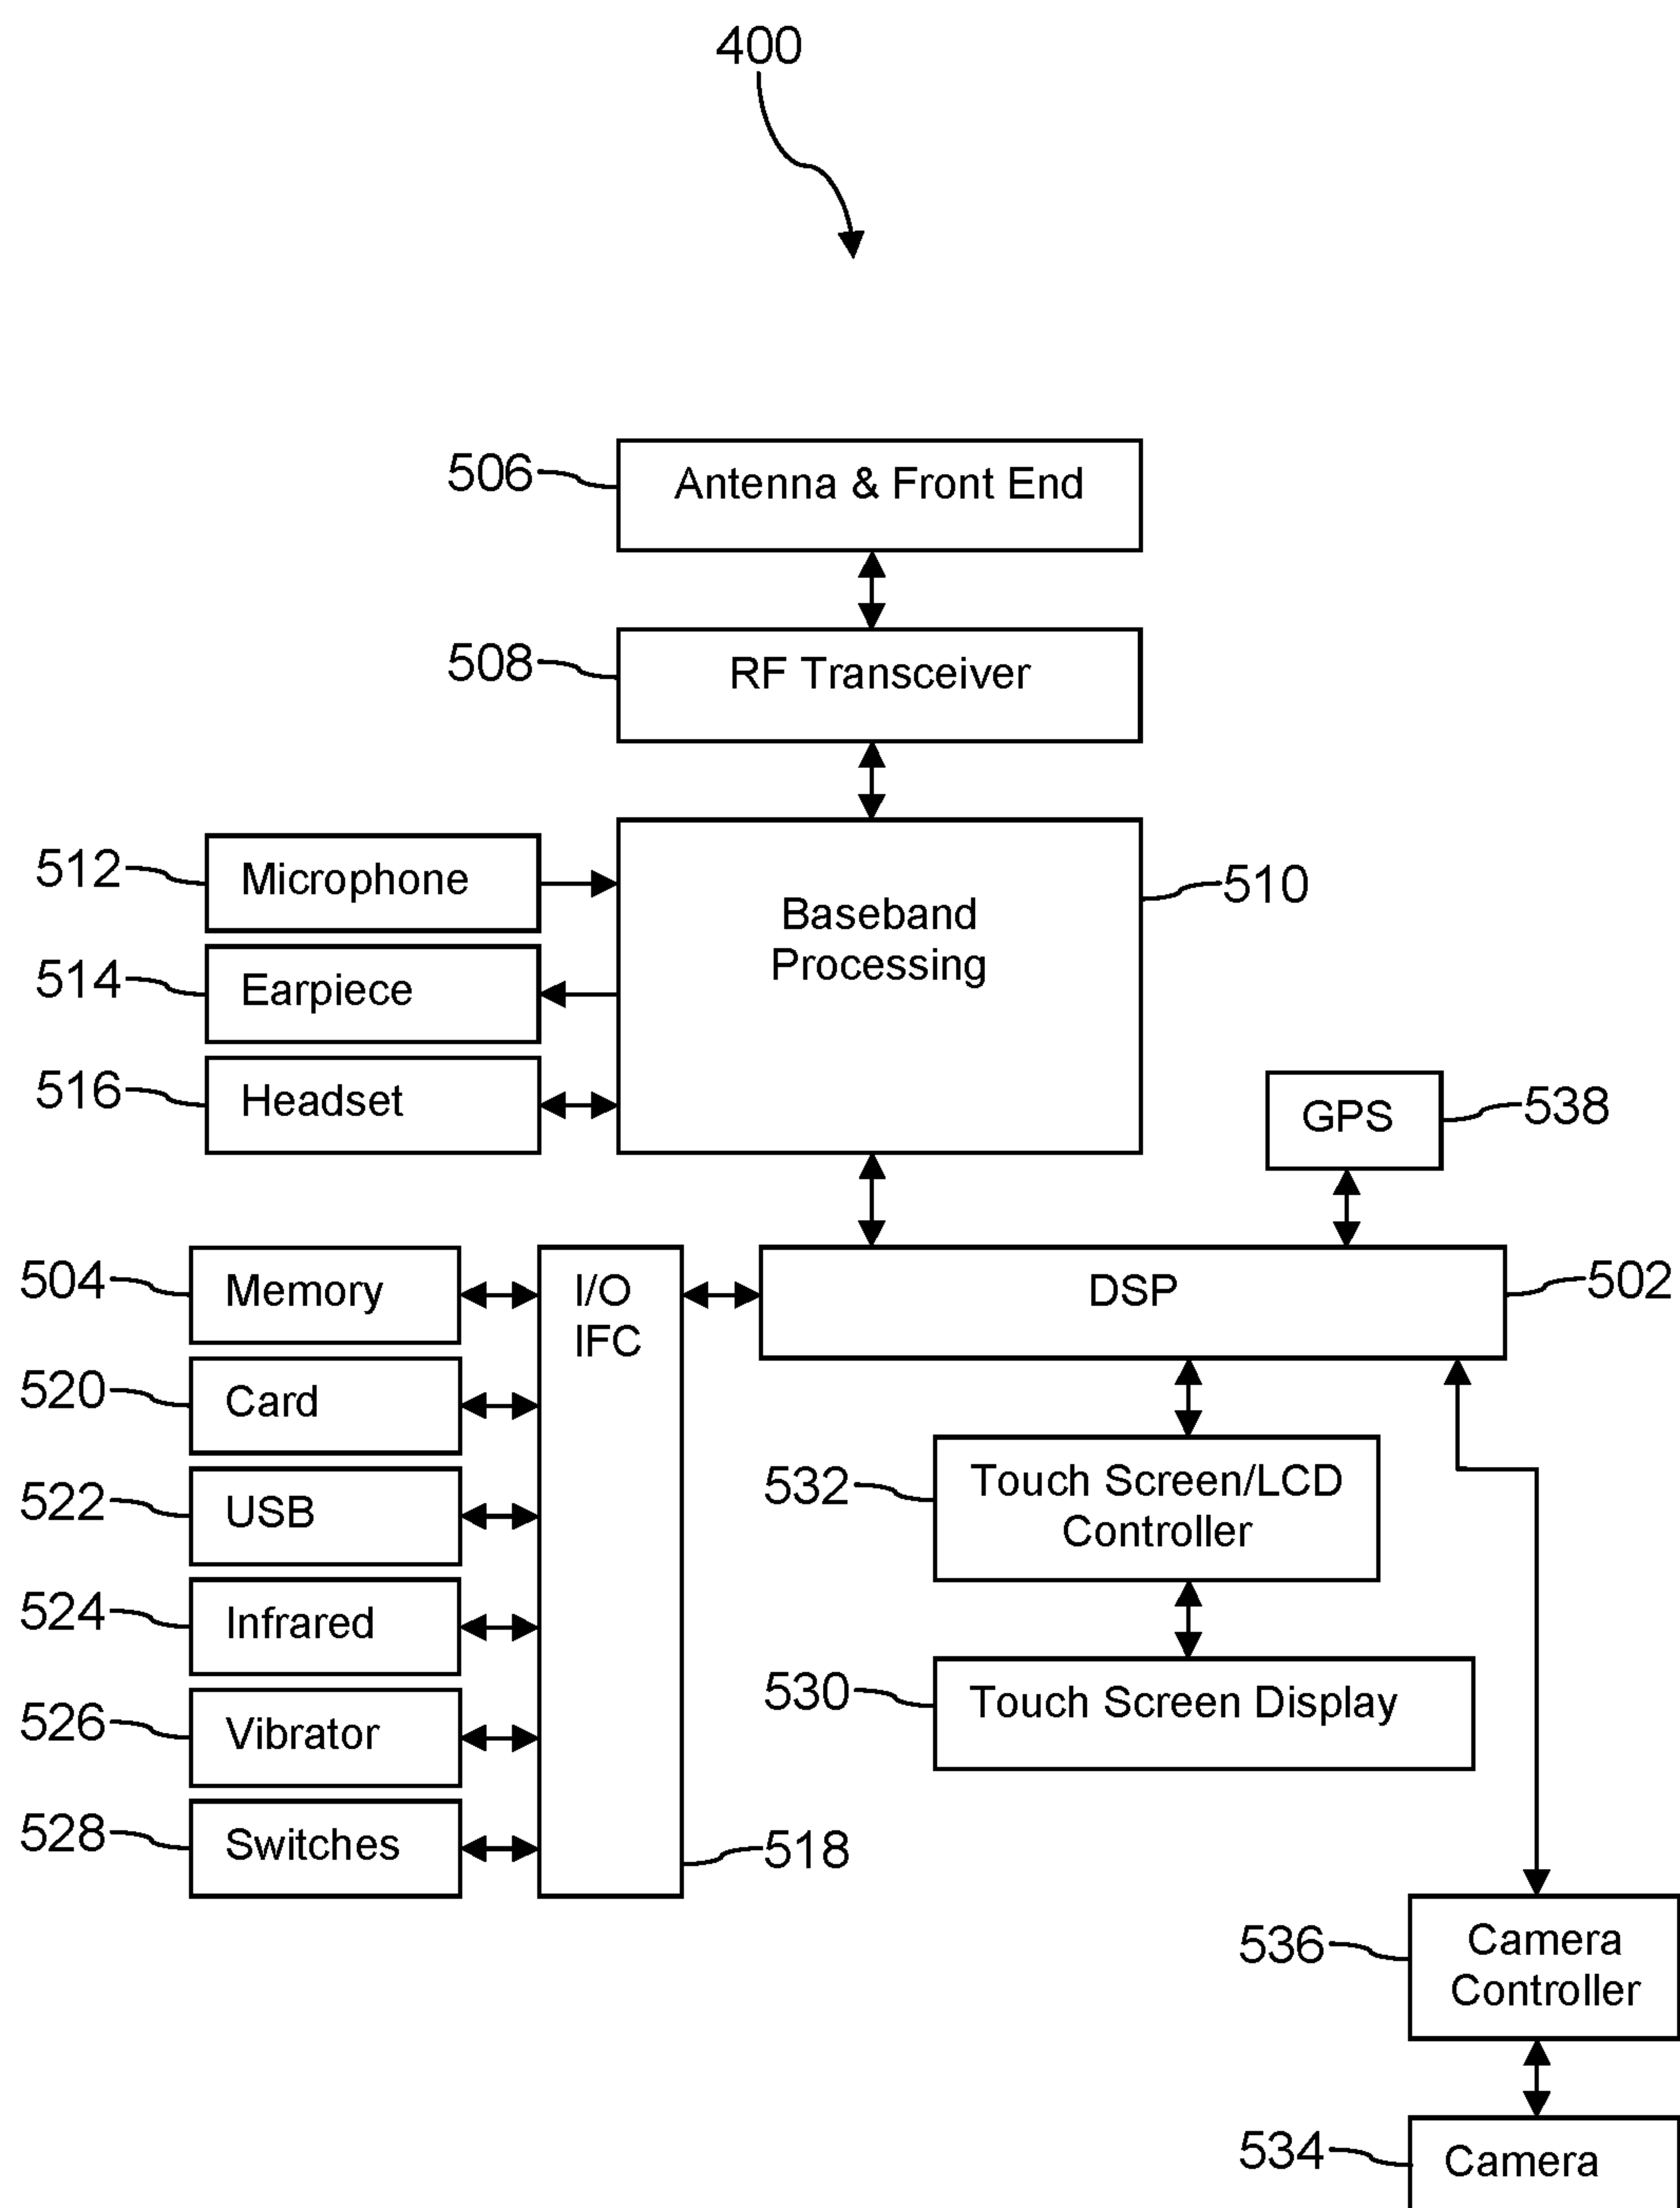 400
506
Antenna & Front End
508
RF Transceiver
512
Microphone
Baseband
Processing
510
514
Earpiece
516
Headset
GPS
538
504
Memory
I/O
IFC
DSP
502
520
Card
522
USB
532
Touch Screen/LCD
Controller
524
Infrared
530
Touch Screen Display
526
Vibrator
528
Switches
518
536
Camera
Controller
534
Camera